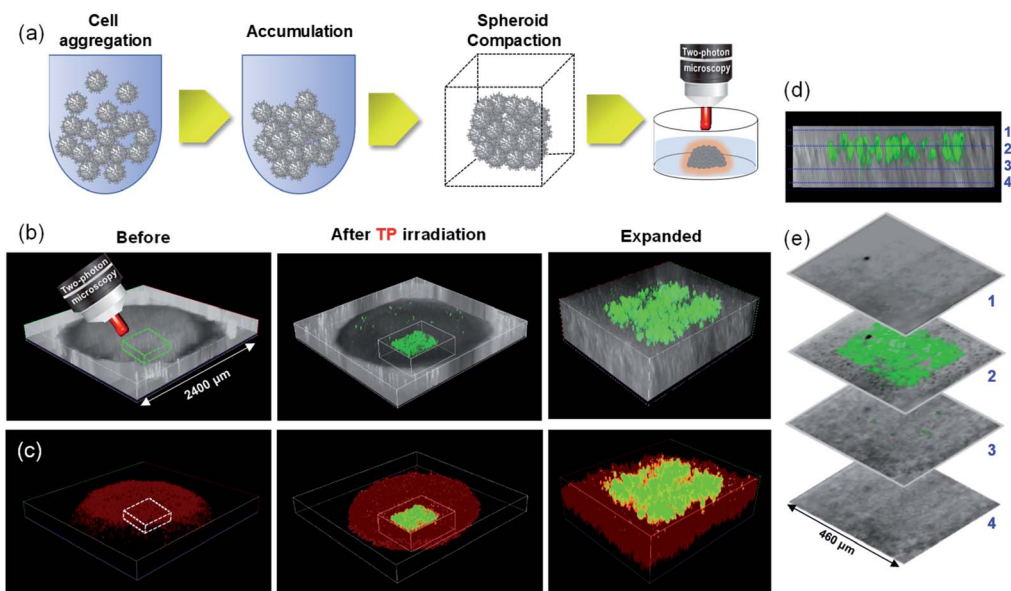 (a)
Cell
aggregation
Accumulation
Spheroid
Compaction
Two-photon
microscopy
(d)
1
2
3
4
(b)
Before
After TP irradiation
Expanded
Two-photon
microscopy
2400 µm
(c)
(e)
1
2
3
4
460 µm